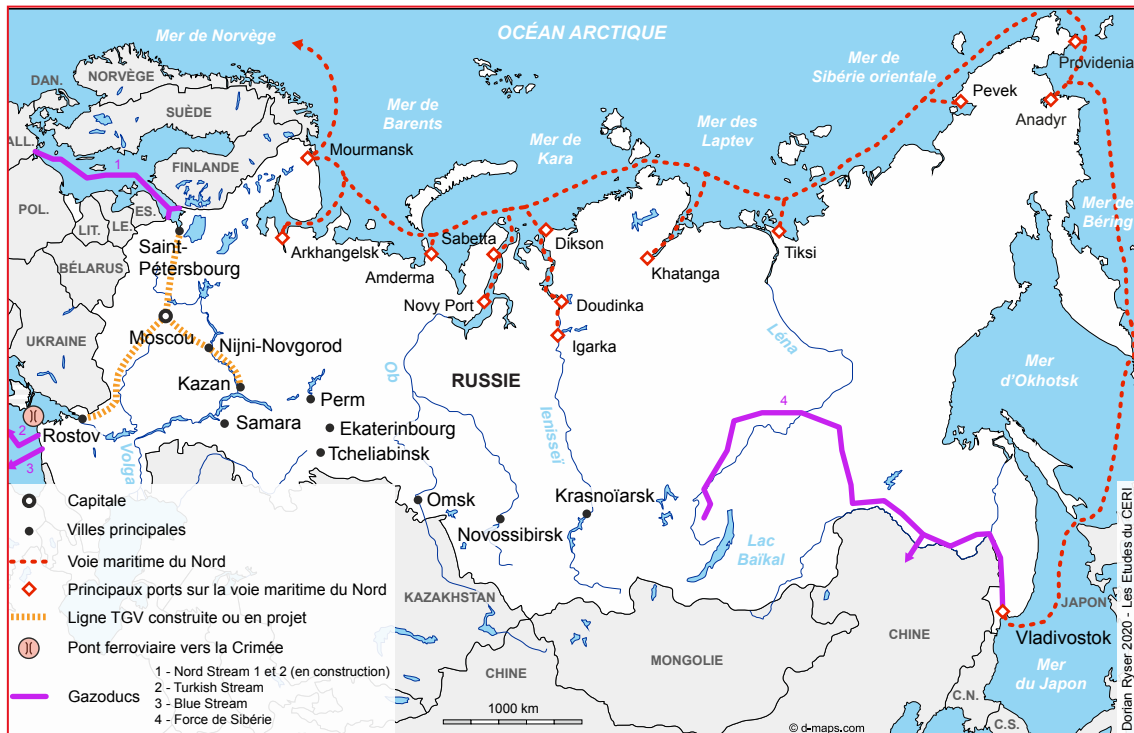 OCÉAN ARCTIQUE
Mer de Norvège
Mer de
Barents
Mer de
Kara
Mer des
Laptev
Mer de
Sibérie orientale
Providenia
Pevek
Anadyr
Mer de
Béring
DAN.
NORVÈGE
SUÈDE
ALL.
1
FINLANDE
Mourmansk
POL.
ES.
LIT.
LE.
BÉLARUS
UKRAINE
Saint-
Pétersbourg
Arkhangelsk
Amderma
Sabetta
Novy Port
Dikson
Doudinka
Igarka
Khatanga
Tiksi
Moscou
Nijni-Novgorod
Kazan
Perm
Samara
Ekaterinbourg
Tcheliabinsk
Rostov
2
3
Volga
Ob
RUSSIE
Ienisseï
Léna
4
Mer
d'Okhotsk
Omsk
Novossibirsk
Krasnoïarsk
Lac
Baïkal
KAZAKHSTAN
CHINE
MONGOLIE
CHINE
C.N.
C.S.
JAPON
Vladivostok
Mer
du Japon
Capitale
Villes principales
Voie maritime du Nord
Principaux ports sur la voie maritime du Nord
Ligne TGV construite ou en projet
Pont ferroviaire vers la Crimée
Gazoducs
1 - Nord Stream 1 et 2 (en construction)
2 - Turkish Stream
3 - Blue Stream
4 - Force de Sibérie
1000 km
© d-maps.com
Dorian Ryser 2020 - Les Etudes du CERI